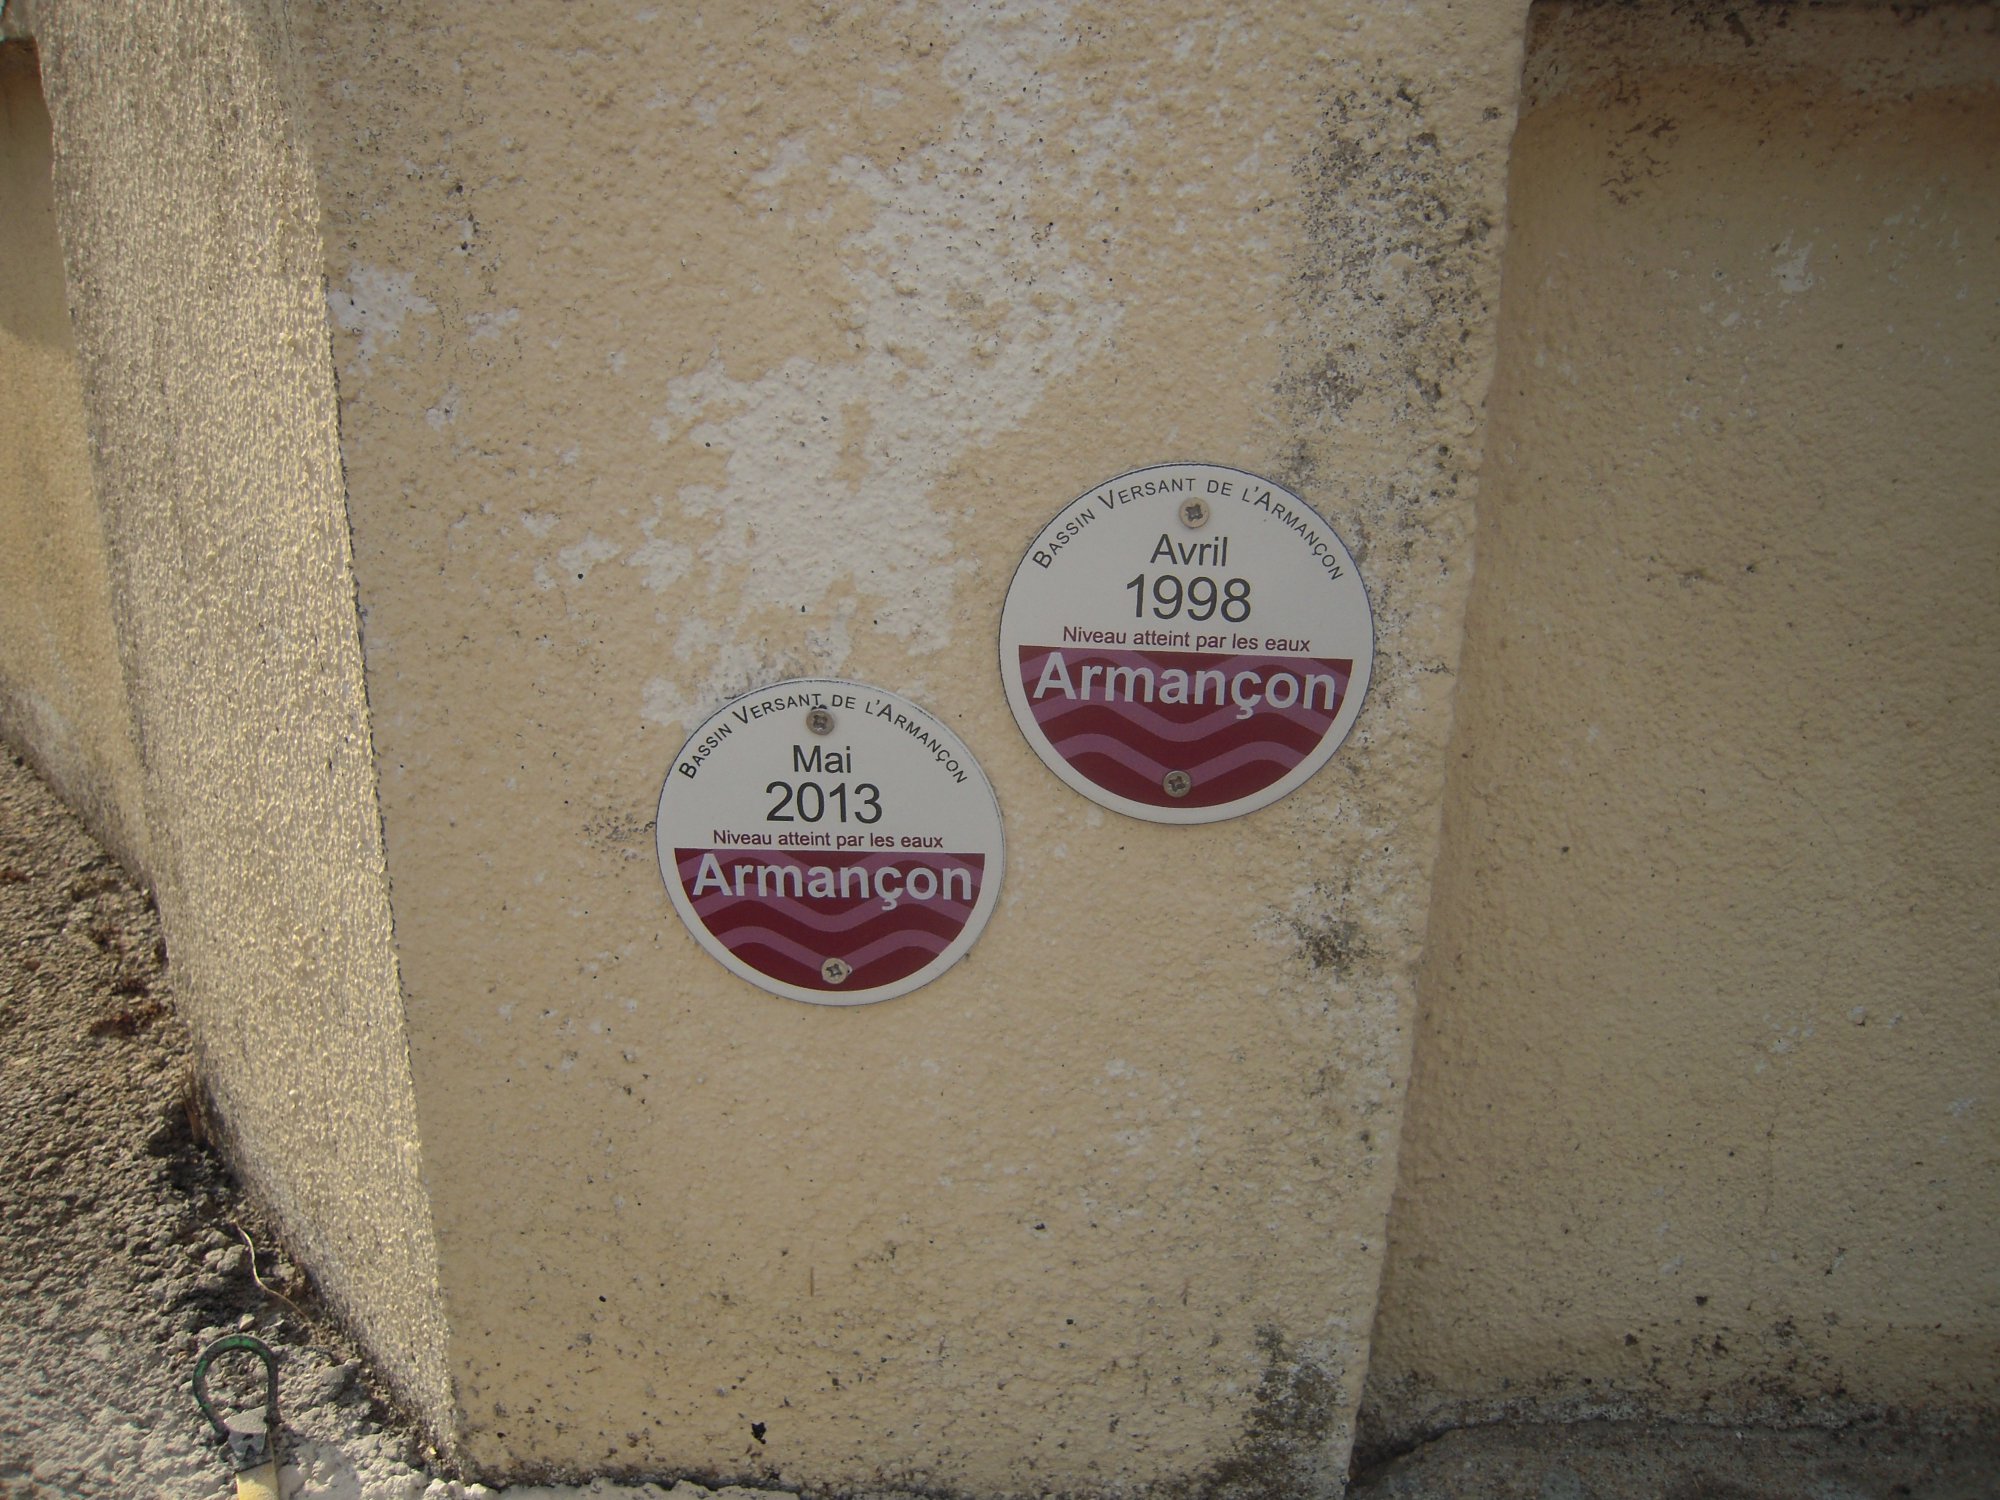 BASSIN VERSANT DE L'ARMANÇON
Avril
1998
Niveau atteint par les eaux
Armançon
BASSIN VERSANT DE L'ARMANÇON
Mai
2013
Niveau atteint par les eaux
Armançon